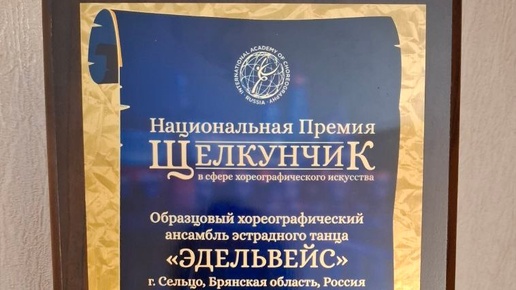 INTERNATIONAL ACADEMY OF CHOREOGRAPHY
RUSSIA
Национальная Премия
ЩЕЛКУНЧИК
в сфере хореографического искусства
Образцовый хореографический
ансамбль эстрадного танца
«ЭДЕЛЬВЕЙС»
г. Сельцо, Брянская область, Россия